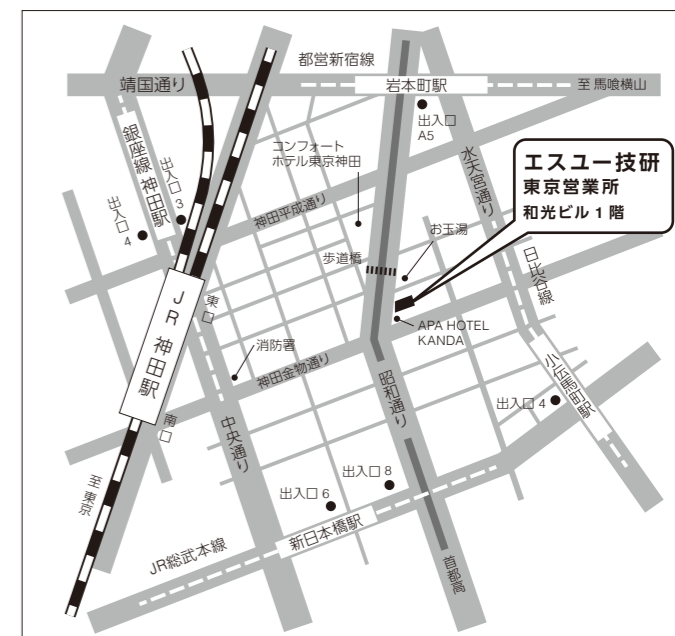 都営新宿線
靖国通り
岩本町駅
至 馬喰横山
出入口
A5
銀座線 神田駅
出入口 3
出入口 4
コンフォート
ホテル東京神田
水天宮通り
エスユー技研
東京営業所
和光ビル 1 階
神田平成通り
お玉湯
歩道橋
日比谷線
JR 神田駅
東口
APA HOTEL
KANDA
消防署
神田金物通り
昭和通り
小伝馬町駅
出入口 4
南口
中央通り
至 東京
出入口 8
出入口 6
新日本橋駅
JR総武本線
首都高